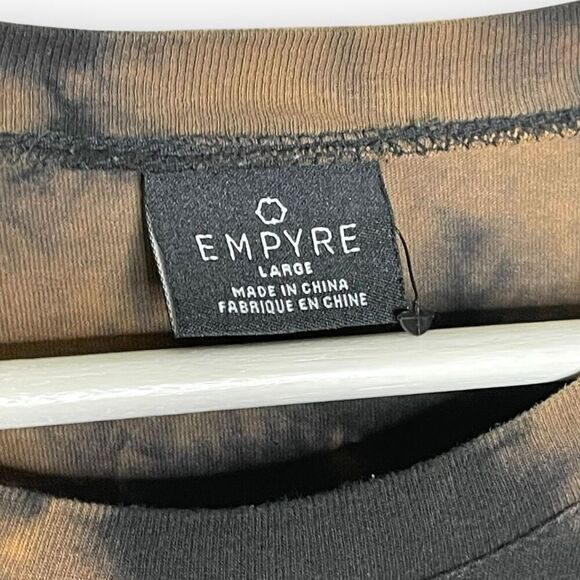 EMPYRE
LARGE
MADE IN CHINA
FABRIQUE EN CHINE